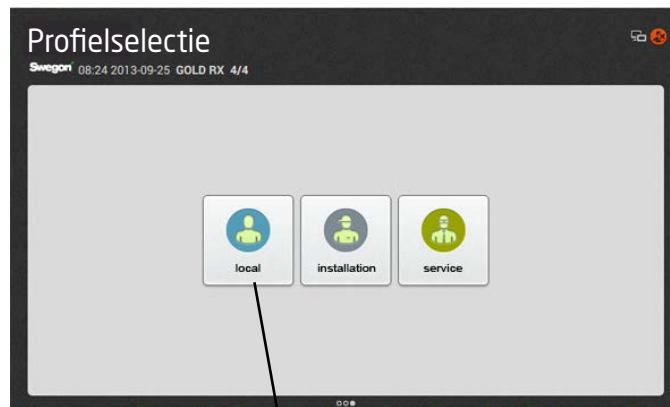 Profielselectie
Swegon 08:24 2013-09-25 GOLD RX 4/4
local installation service